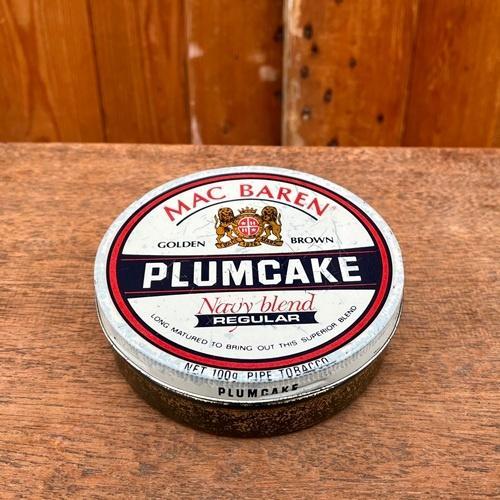 MAC BAREN®
GOLDEN BROWN
PLUMCAKE
Navy blend
REGULAR
LONG MATURED TO BRING OUT THIS SUPERIOR BLEND
NET 100g PIPE TOBACCO
PLUMCAKE